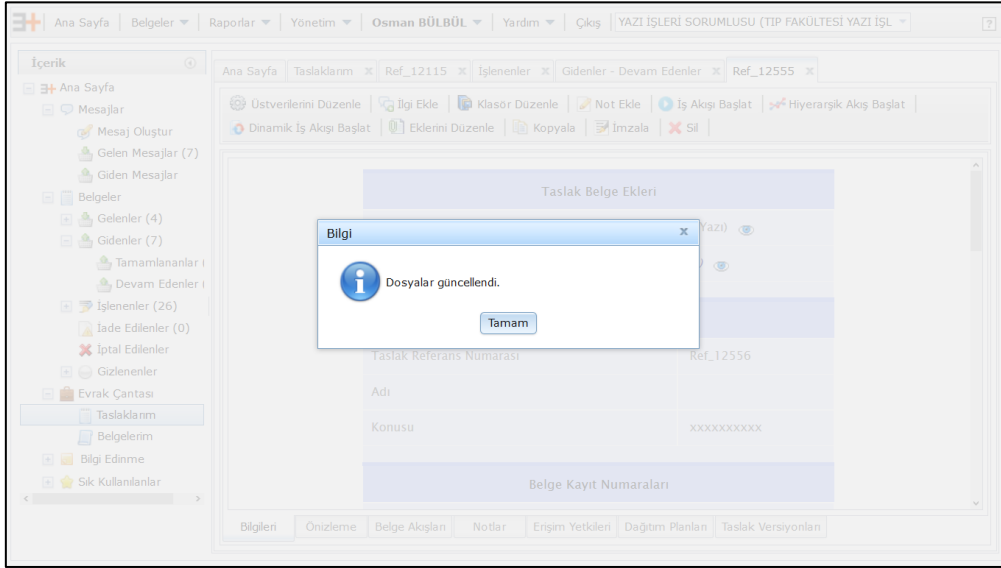 Ana Sayfa Belgeler Raporlar Yönetim Osman BÜLBÜL Yardım Çıkış YAZI İŞLERİ SORUMLUSU (TIP FAKÜLTESİ YAZI İŞL
İçerik
Ana Sayfa
Mesajlar
Mesaj Oluştur
Gelen Mesajlar (7)
Giden Mesajlar
Belgeler
Gelenler (4)
Gidenler (7)
Tamamlananlar
Devam Edenler
İşlenenler (26)
İade Edilenler (0)
İptal Edilenler
Gizlenenler
Evrak Çantası
Taslaklarım
Belgelerim
Bilgi Edinme
Sık Kullanılanlar
Ana Sayfa Taslaklarım x Ref_12115 x İşlenenler x Gidenler - Devam Edenler x Ref_12555 x
Üstverilerini Düzenle İlgi Ekle Klasör Düzenle Not Ekle İş Akışı Başlat Hiyerarşik Akış Başlat
Dinamik İş Akışı Başlat Eklerini Düzenle Kopyala İmzala Sil
Taslak Belge Ekleri
Yazı)
Bilgi x
Dosyalar güncellendi.
Tamam
Taslak Referans Numarası Ref_12556
Adı
Konusu xxxxxxxxxx
Belge Kayıt Numaraları
Bilgileri Önizleme Belge Akışları Notlar Erişim Yetkileri Dağıtım Planları Taslak Versiyonları